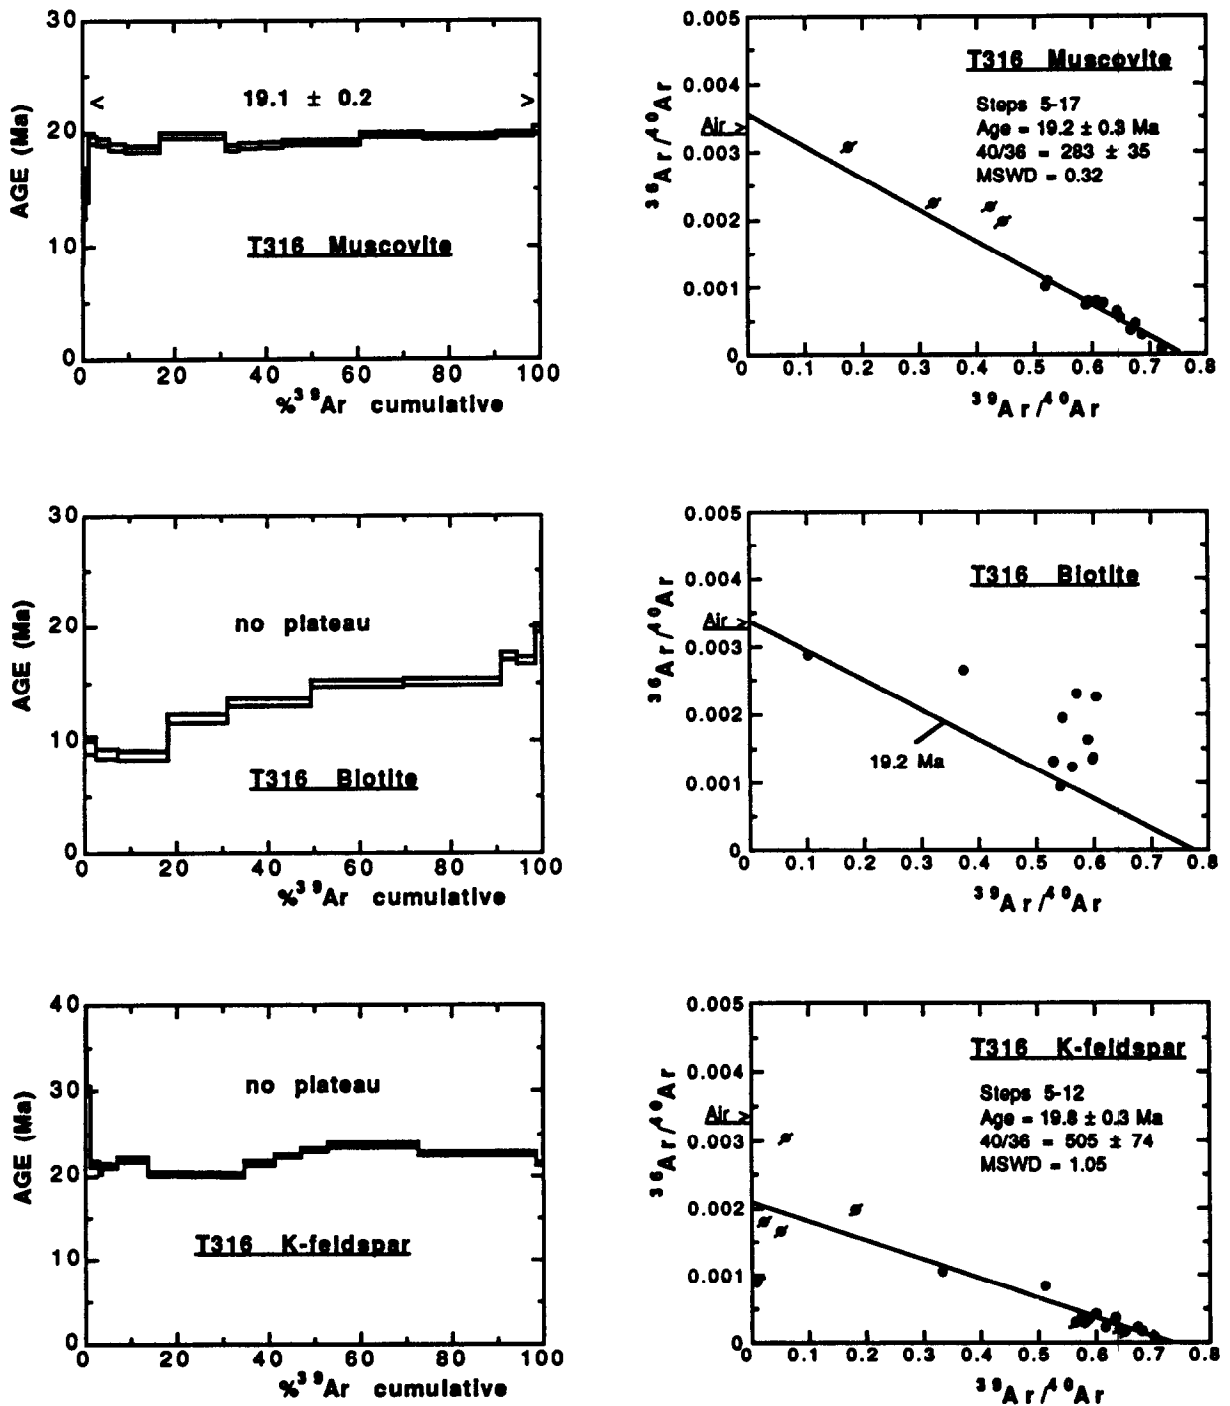 30
20
10
0
AGE (Ma)
< 19.1 ± 0.2 >
T316 Muscovite
0 20 40 60 80 100
%³⁹Ar cumulative
0.005
0.004
0.003
0.002
0.001
0
Air >
³⁶Ar/⁴⁰Ar
T316 Muscovite
Steps 5-17
Age = 19.2 ± 0.3 Ma
40/36 = 283 ± 35
MSWD = 0.32
0 0.1 0.2 0.3 0.4 0.5 0.6 0.7 0.8
³⁹Ar/⁴⁰Ar
30
20
10
0
AGE (Ma)
no plateau
T316 Biotite
0 20 40 60 80 100
%³⁹Ar cumulative
0.005
0.004
0.003
0.002
0.001
0
Air >
³⁶Ar/⁴⁰Ar
T316 Biotite
19.2 Ma
0 0.1 0.2 0.3 0.4 0.5 0.6 0.7 0.8
³⁹Ar/⁴⁰Ar
40
30
20
10
0
AGE (Ma)
no plateau
T316 K-feldspar
0 20 40 60 80 100
%³⁹Ar cumulative
0.005
0.004
0.003
0.002
0.001
0
Air >
³⁶Ar/⁴⁰Ar
T316 K-feldspar
Steps 5-12
Age = 19.8 ± 0.3 Ma
40/36 = 505 ± 74
MSWD = 1.05
0 0.1 0.2 0.3 0.4 0.5 0.6 0.7 0.8
³⁹Ar/⁴⁰Ar